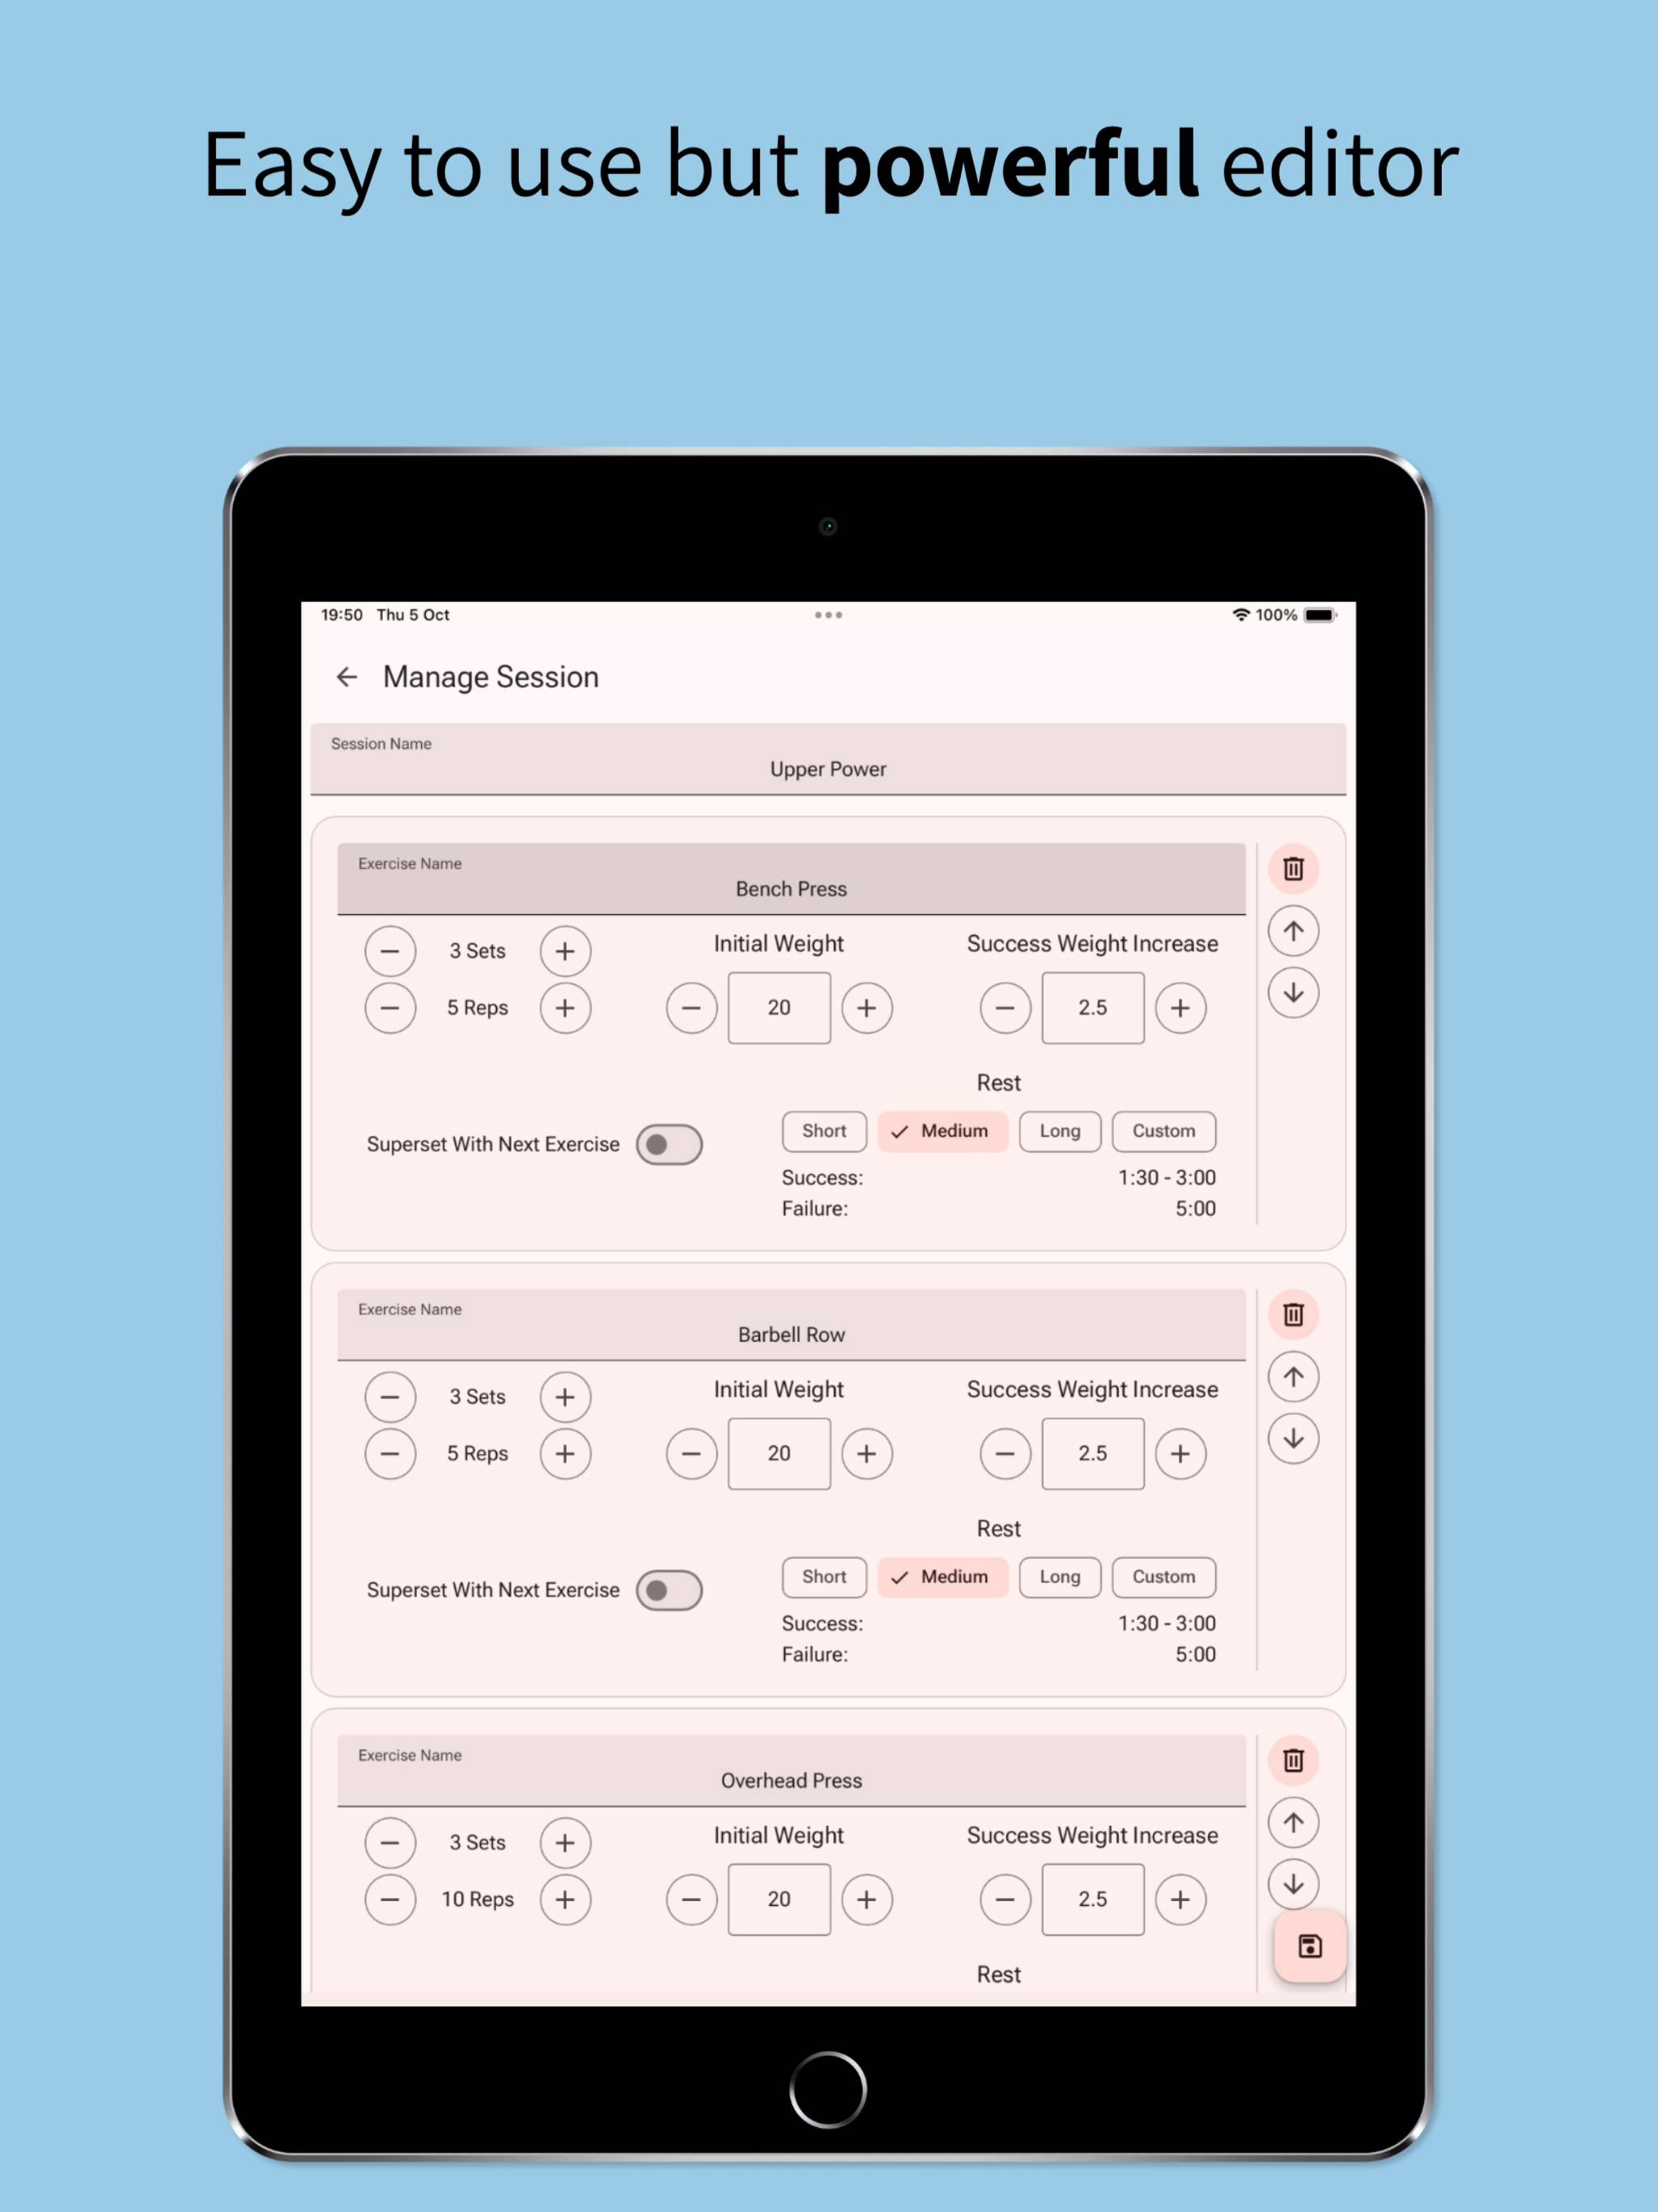 Easy to use but powerful editor
19:50 Thu 5 Oct
100%
Manage Session
Session Name
Upper Power
Exercise Name
Bench Press
3 Sets
Initial Weight
Success Weight Increase
5 Reps
20
2.5
Rest
Superset With Next Exercise
Short
Medium
Long
Custom
Success: 1:30 - 3:00
Failure: 5:00
Exercise Name
Barbell Row
3 Sets
Initial Weight
Success Weight Increase
5 Reps
20
2.5
Rest
Superset With Next Exercise
Short
Medium
Long
Custom
Success: 1:30 - 3:00
Failure: 5:00
Exercise Name
Overhead Press
3 Sets
Initial Weight
Success Weight Increase
10 Reps
20
2.5
Rest